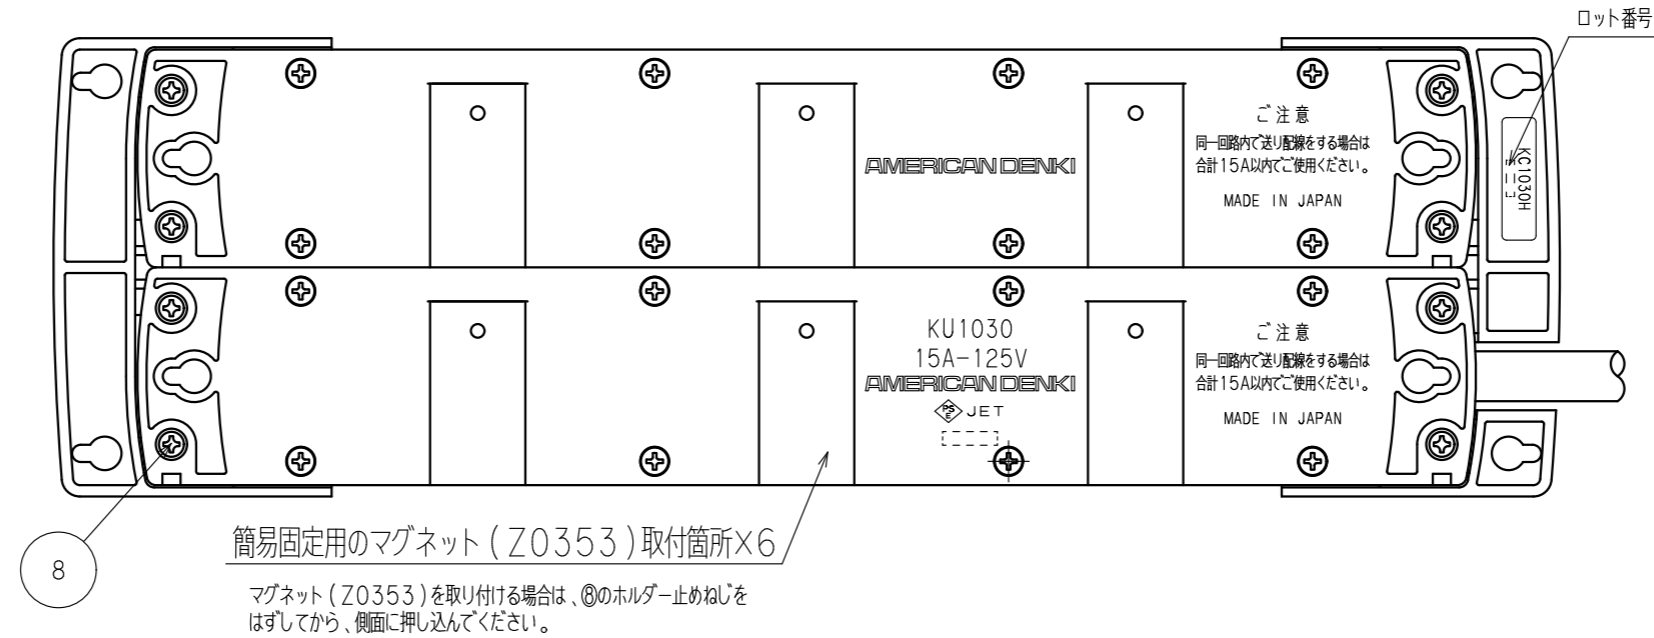 ロット番号
ご注意
同一回路内で送り配線をする場合は
合計15A以内でご使用ください。
MADE IN JAPAN
AMERICAN DENKI
KC1030H
KU1030
15A-125V
AMERICAN DENKI
PSE JET
ご注意
同一回路内で送り配線をする場合は
合計15A以内でご使用ください。
MADE IN JAPAN
簡易固定用のマグネット(Z0353)取付箇所×6
8
マグネット(Z0353)を取り付ける場合は、⑧のホルダー止めねじを
はずしてから、側面に押し込んでください。